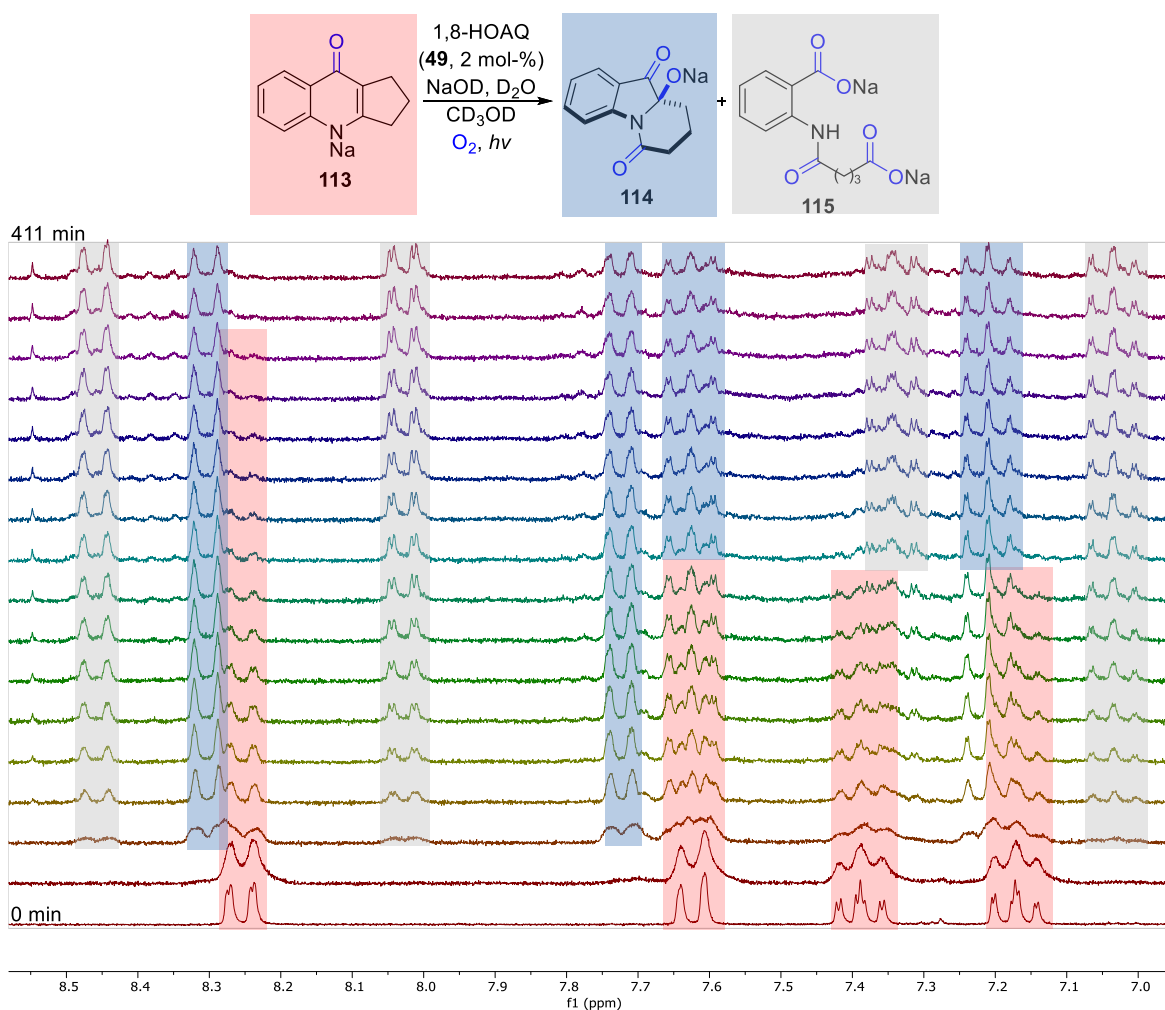 O
N
Na
113
1,8-HOAQ
(49, 2 mol-%)
NaOD, D2O
CD3OD
O2, hν
O
ONa
N
O
114
+
O
ONa
NH
O
O
( )3
ONa
115
411 min
0 min
8.5 8.4 8.3 8.2 8.1 8.0 7.9 7.8 7.7 7.6 7.5 7.4 7.3 7.2 7.1 7.0
f1 (ppm)